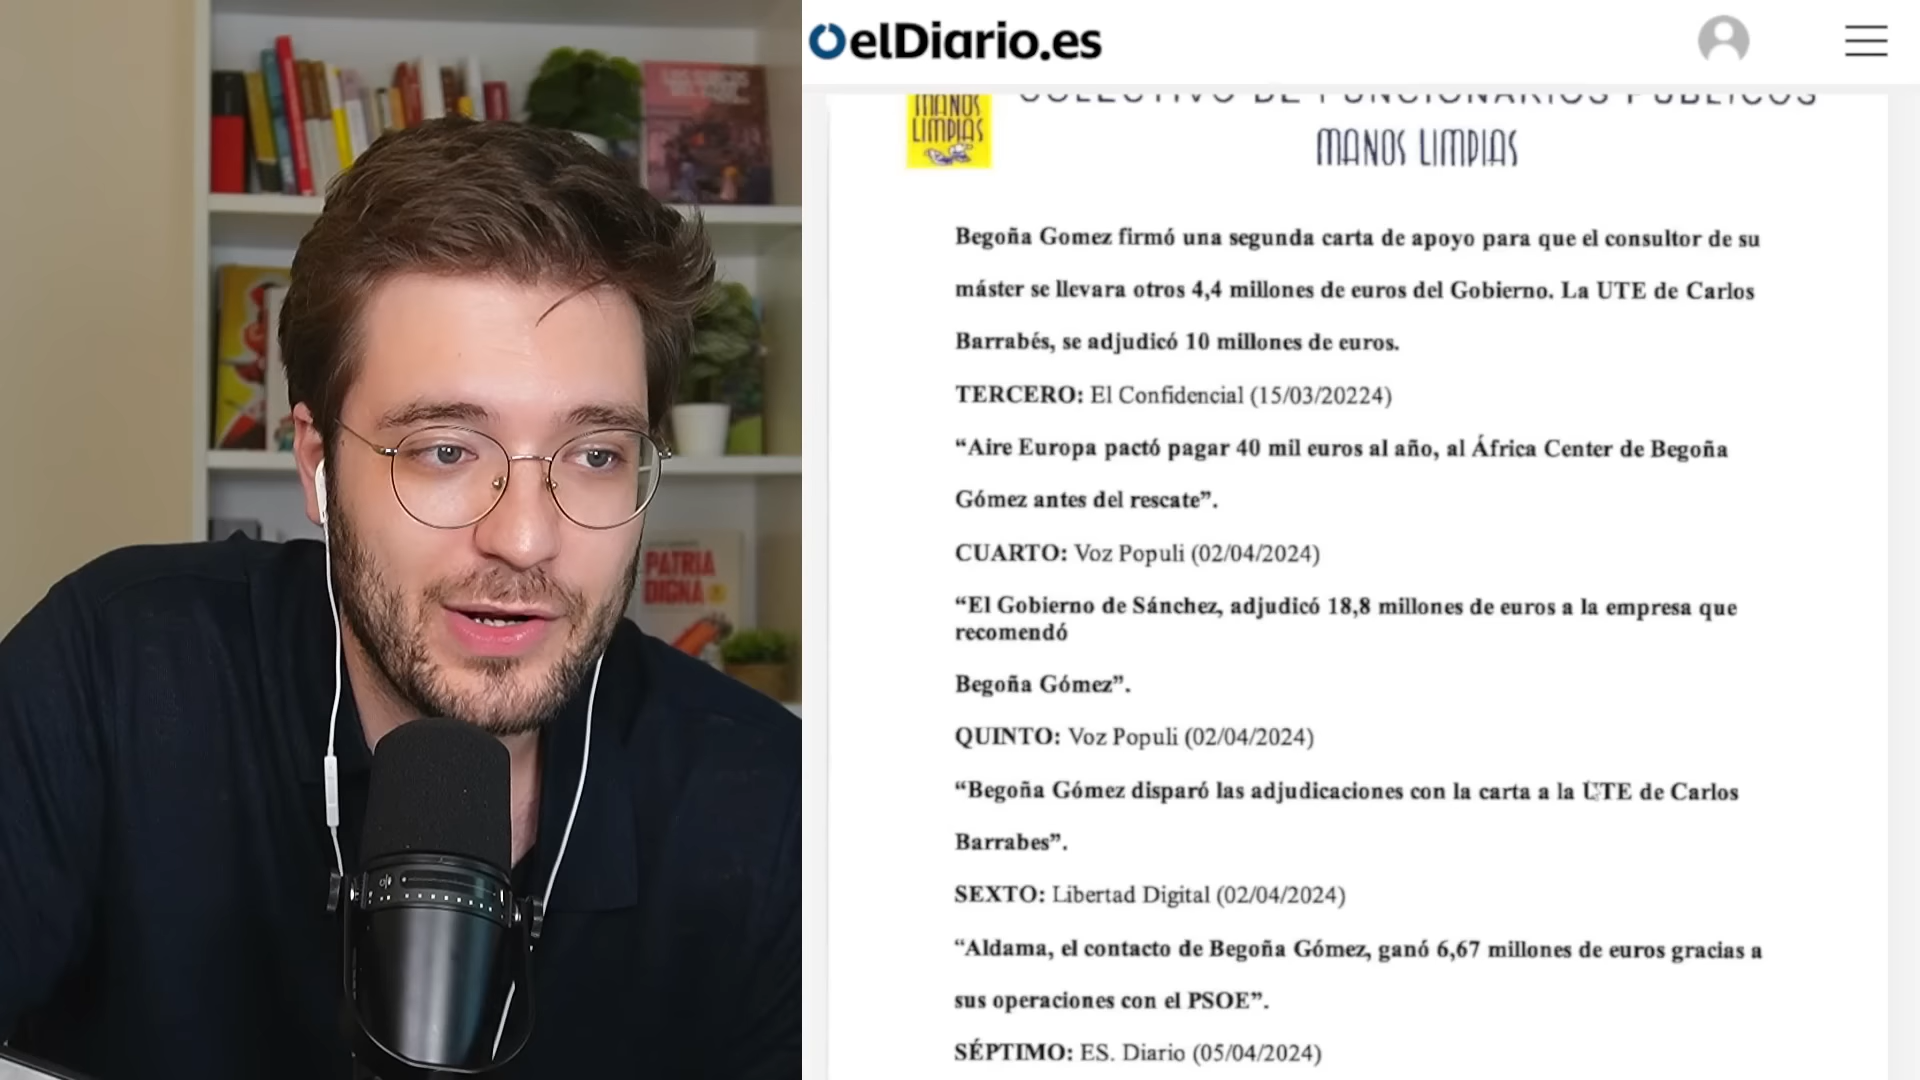 elDiario.es
COLECTIVO DE FUNCIONARIOS PUBLICOS
MANOS
LIMPIAS
MANOS LIMPIAS
Begoña Gomez firmó una segunda carta de apoyo para que el consultor de su
máster se llevara otros 4,4 millones de euros del Gobierno. La UTE de Carlos
Barrabés, se adjudicó 10 millones de euros.
TERCERO: El Confidencial (15/03/20224)
“Aire Europa pactó pagar 40 mil euros al año, al África Center de Begoña
Gómez antes del rescate”.
CUARTO: Voz Populi (02/04/2024)
“El Gobierno de Sánchez, adjudicó 18,8 millones de euros a la empresa que
recomendó
Begoña Gómez”.
QUINTO: Voz Populi (02/04/2024)
“Begoña Gómez disparó las adjudicaciones con la carta a la UTE de Carlos
Barrabes”.
SEXTO: Libertad Digital (02/04/2024)
“Aldama, el contacto de Begoña Gómez, ganó 6,67 millones de euros gracias a
sus operaciones con el PSOE”.
SÉPTIMO: ES. Diario (05/04/2024)
PATRIA
DIGNA